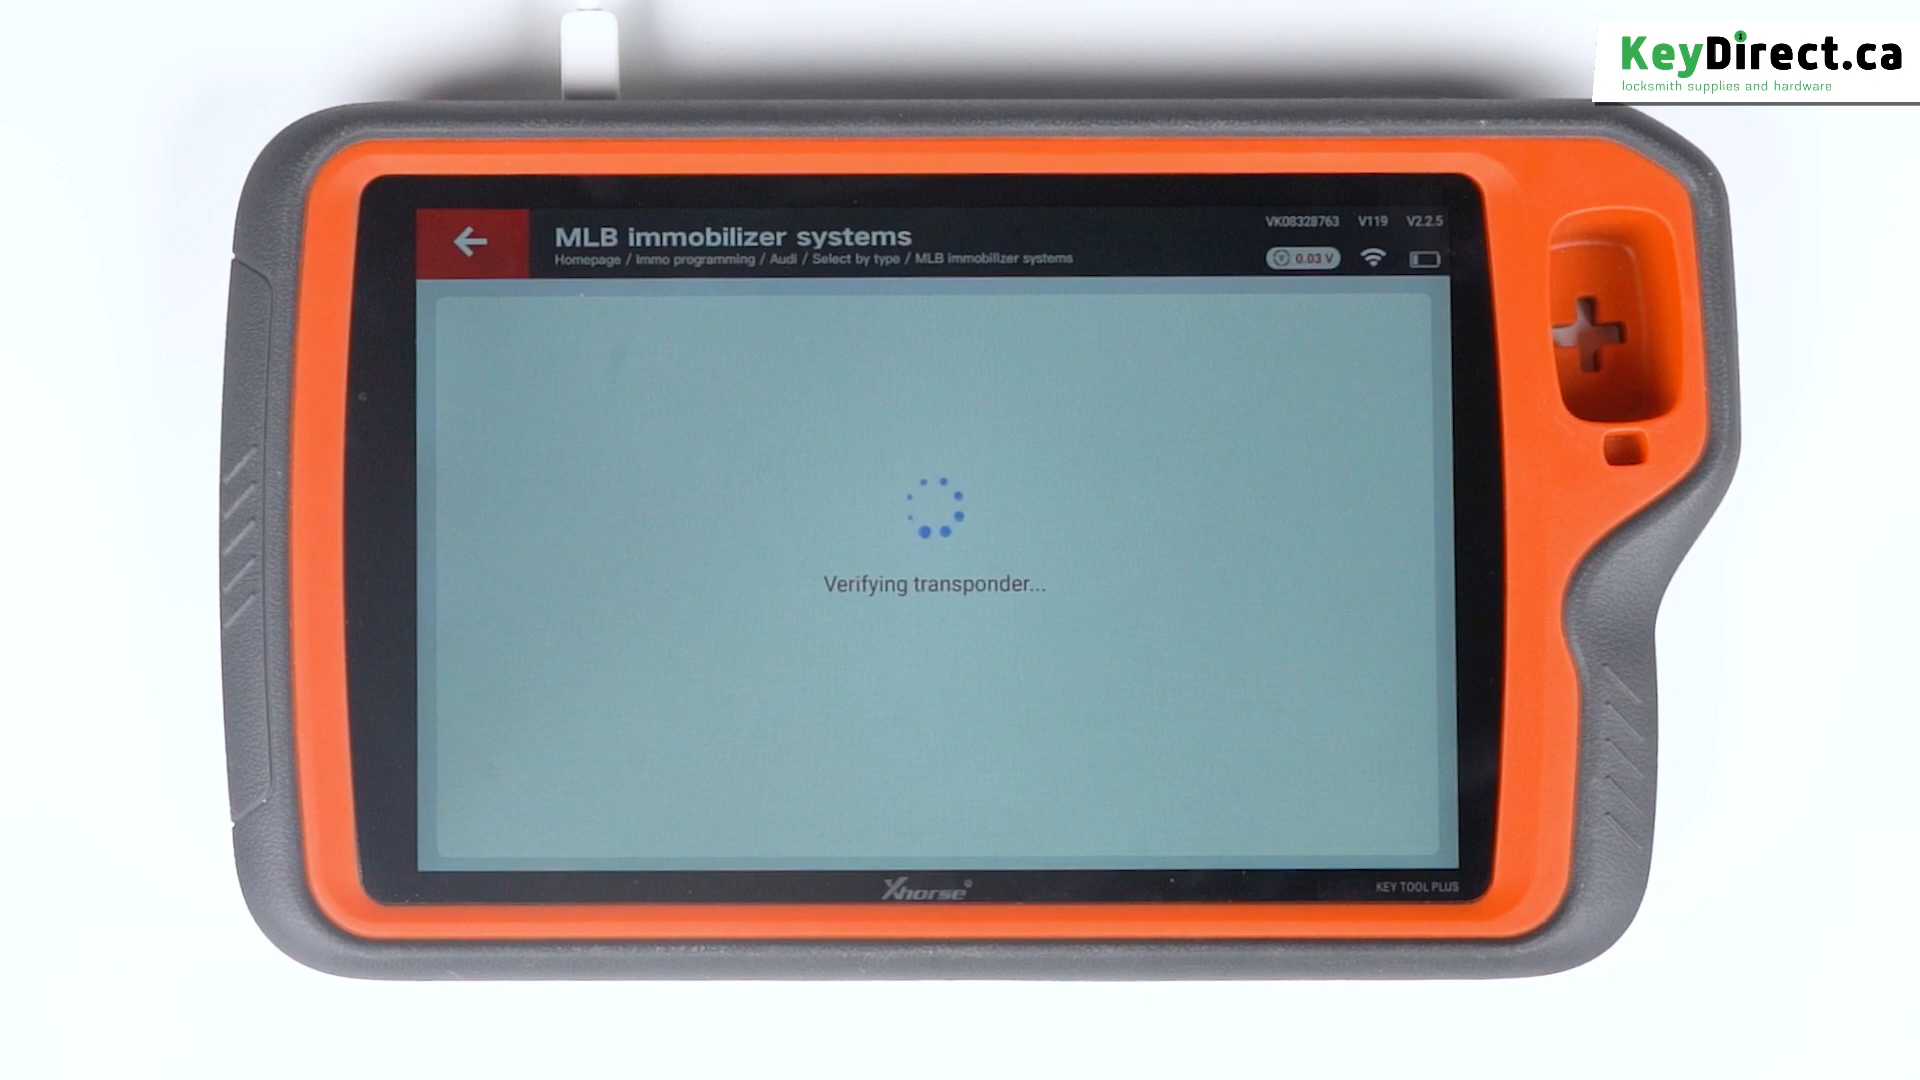 KeyDirect.ca
locksmith supplies and hardware
MLB immobilizer systems
Homepage / Immo programming / Audi / Select by type / MLB immobilizer systems
VK08328763 V119 V2.2.5
0.03 V
Verifying transponder...
Xhorse
KEY TOOL PLUS